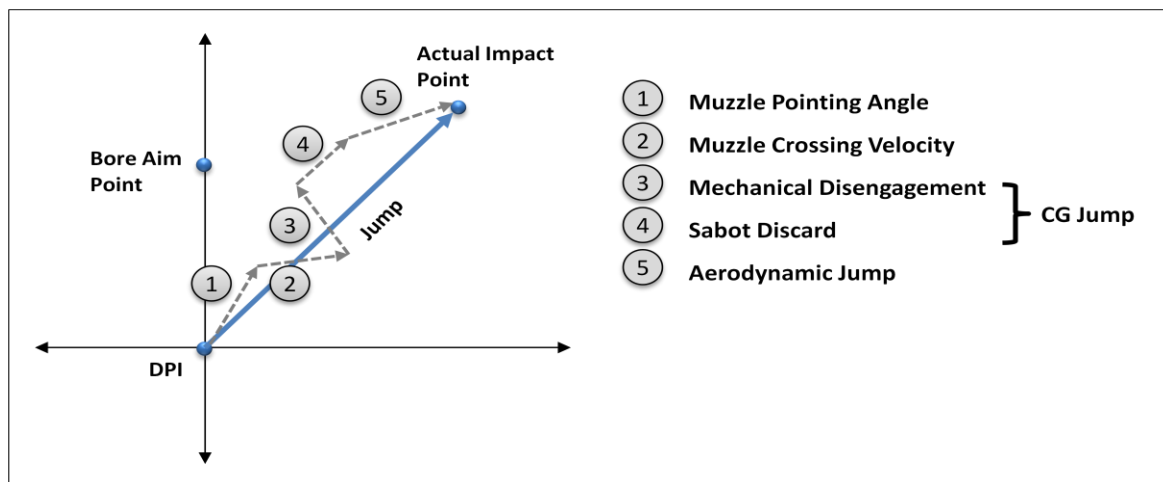 Actual Impact
Point
5
4
Bore Aim
Point
3
Jump
1
2
DPI
1 Muzzle Pointing Angle
2 Muzzle Crossing Velocity
3 Mechanical Disengagement
CG Jump
4 Sabot Discard
5 Aerodynamic Jump